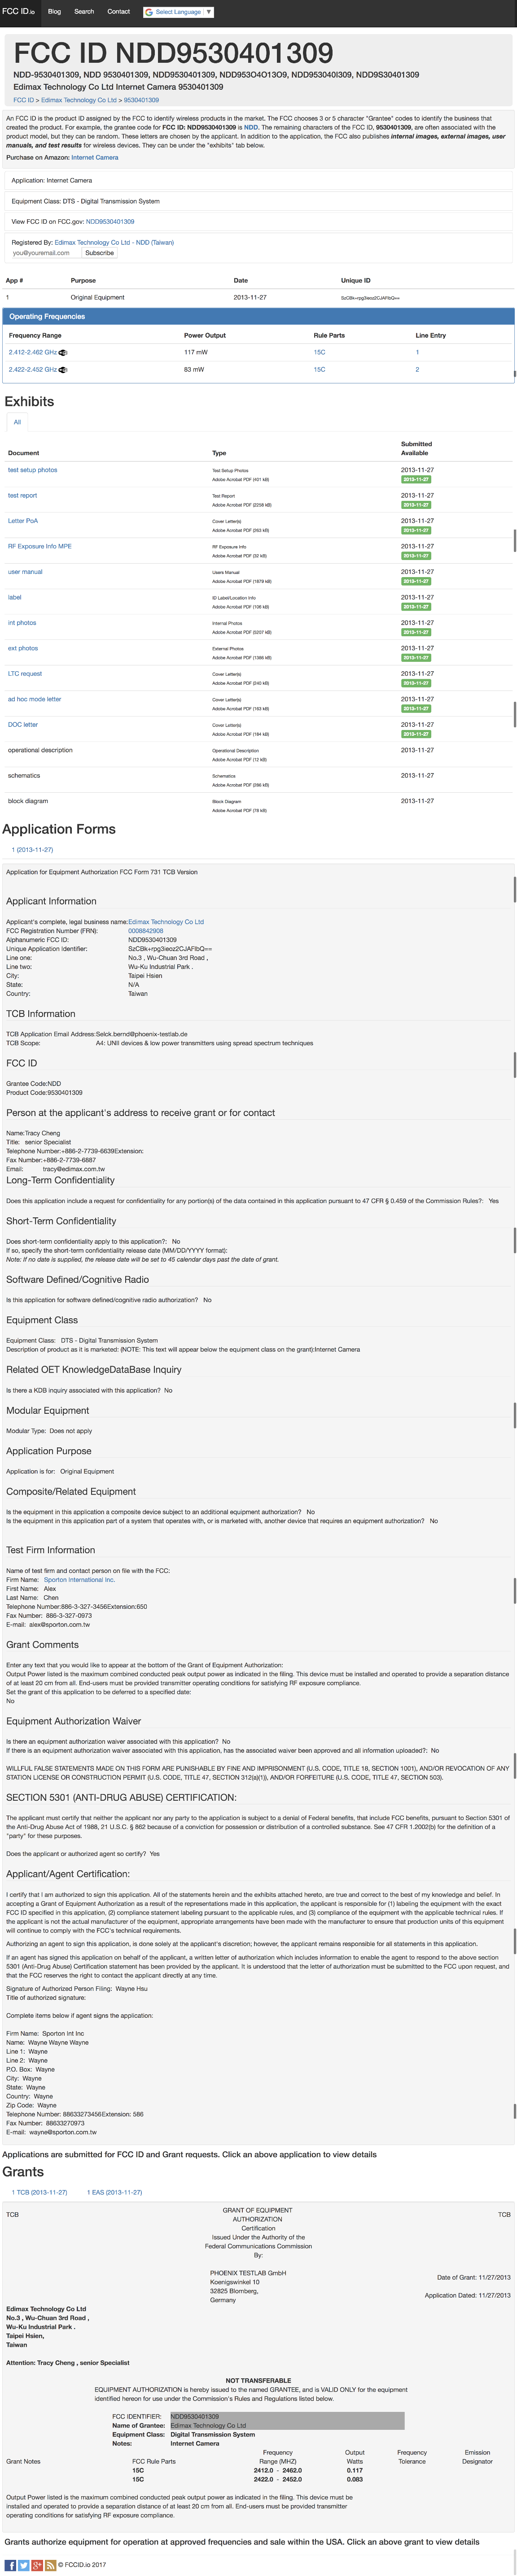 FCC ID.io Blog Search Contact Select Language ▼
FCC ID NDD9530401309
NDD-9530401309, NDD 9530401309, NDD9530401309, NDD953O4O13O9, NDD953040I309, NDD9S30401309
Edimax Technology Co Ltd Internet Camera 9530401309
FCC ID > Edimax Technology Co Ltd > 9530401309
An FCC ID is the product ID assigned by the FCC to identify wireless products in the market. The FCC chooses 3 or 5 character "Grantee" codes to identify the business that
created the product. For example, the grantee code for FCC ID: NDD9530401309 is NDD. The remaining characters of the FCC ID, 9530401309, are often associated with the
product model, but they can be random. These letters are chosen by the applicant. In addition to the application, the FCC also publishes internal images, external images, user
manuals, and test results for wireless devices. They can be under the "exhibits" tab below.
Purchase on Amazon: Internet Camera
Application: Internet Camera
Equipment Class: DTS - Digital Transmission System
View FCC ID on FCC.gov: NDD9530401309
Registered By: Edimax Technology Co Ltd - NDD (Taiwan)
you@youremail.com Subscribe
App # Purpose Date Unique ID
1 Original Equipment 2013-11-27 SzCBk+rpg3ieoz2CJAFIbQ==
Operating Frequencies
Frequency Range Power Output Rule Parts Line Entry
2.412-2.462 GHz 117 mW 15C 1
2.422-2.452 GHz 83 mW 15C 2
Exhibits
All
Document Type Submitted Available
test setup photos Test Setup Photos 2013-11-27
Adobe Acrobat PDF (401 kB) 2013-11-27
test report Test Report 2013-11-27
Adobe Acrobat PDF (2258 kB) 2013-11-27
Letter PoA Cover Letter(s) 2013-11-27
Adobe Acrobat PDF (263 kB) 2013-11-27
RF Exposure Info MPE RF Exposure Info 2013-11-27
Adobe Acrobat PDF (32 kB) 2013-11-27
user manual Users Manual 2013-11-27
Adobe Acrobat PDF (1879 kB) 2013-11-27
label ID Label/Location Info 2013-11-27
Adobe Acrobat PDF (108 kB) 2013-11-27
int photos Internal Photos 2013-11-27
Adobe Acrobat PDF (5207 kB) 2013-11-27
ext photos External Photos 2013-11-27
Adobe Acrobat PDF (1386 kB) 2013-11-27
LTC request Cover Letter(s) 2013-11-27
Adobe Acrobat PDF (240 kB) 2013-11-27
ad hoc mode letter Cover Letter(s) 2013-11-27
Adobe Acrobat PDF (163 kB) 2013-11-27
DOC letter Cover Letter(s) 2013-11-27
Adobe Acrobat PDF (184 kB) 2013-11-27
operational description Operational Description 2013-11-27
Adobe Acrobat PDF (12 kB)
schematics Schematics 2013-11-27
Adobe Acrobat PDF (266 kB)
block diagram Block Diagram 2013-11-27
Adobe Acrobat PDF (78 kB)
Application Forms
1 (2013-11-27)
Application for Equipment Authorization FCC Form 731 TCB Version
Applicant Information
Applicant's complete, legal business name:Edimax Technology Co Ltd
FCC Registration Number (FRN): 0008842908
Alphanumeric FCC ID: NDD9530401309
Unique Application Identifier: SzCBk+rpg3ieoz2CJAFIbQ==
Line one: No.3 , Wu-Chuan 3rd Road ,
Line two: Wu-Ku Industrial Park .
City: Taipei Hsien
State: N/A
Country: Taiwan
TCB Information
TCB Application Email Address:Selck.bernd@phoenix-testlab.de
TCB Scope: A4: UNII devices & low power transmitters using spread spectrum techniques
FCC ID
Grantee Code:NDD
Product Code:9530401309
Person at the applicant's address to receive grant or for contact
Name:Tracy Cheng
Title: senior Specialist
Telephone Number:+886-2-7739-6639Extension:
Fax Number:+886-2-7739-6887
Email: tracy@edimax.com.tw
Long-Term Confidentiality
Does this application include a request for confidentiality for any portion(s) of the data contained in this application pursuant to 47 CFR § 0.459 of the Commission Rules?: Yes
Short-Term Confidentiality
Does short-term confidentiality apply to this application?: No
If so, specify the short-term confidentiality release date (MM/DD/YYYY format):
Note: If no date is supplied, the release date will be set to 45 calendar days past the date of grant.
Software Defined/Cognitive Radio
Is this application for software defined/cognitive radio authorization? No
Equipment Class
Equipment Class: DTS - Digital Transmission System
Description of product as it is marketed: (NOTE: This text will appear below the equipment class on the grant):Internet Camera
Related OET KnowledgeDataBase Inquiry
Is there a KDB inquiry associated with this application? No
Modular Equipment
Modular Type: Does not apply
Application Purpose
Application is for: Original Equipment
Composite/Related Equipment
Is the equipment in this application a composite device subject to an additional equipment authorization? No
Is the equipment in this application part of a system that operates with, or is marketed with, another device that requires an equipment authorization? No
Test Firm Information
Name of test firm and contact person on file with the FCC:
Firm Name: Sporton International Inc.
First Name: Alex
Last Name: Chen
Telephone Number:886-3-327-3456Extension:650
Fax Number: 886-3-327-0973
E-mail: alex@sporton.com.tw
Grant Comments
Enter any text that you would like to appear at the bottom of the Grant of Equipment Authorization:
Output Power listed is the maximum combined conducted peak output power as indicated in the filing. This device must be installed and operated to provide a separation distance
of at least 20 cm from all. End-users must be provided transmitter operating conditions for satisfying RF exposure compliance.
Set the grant of this application to be deferred to a specified date:
No
Equipment Authorization Waiver
Is there an equipment authorization waiver associated with this application? No
If there is an equipment authorization waiver associated with this application, has the associated waiver been approved and all information uploaded?: No
WILLFUL FALSE STATEMENTS MADE ON THIS FORM ARE PUNISHABLE BY FINE AND IMPRISONMENT (U.S. CODE, TITLE 18, SECTION 1001), AND/OR REVOCATION OF ANY
STATION LICENSE OR CONSTRUCTION PERMIT (U.S. CODE, TITLE 47, SECTION 312(a)(1)), AND/OR FORFEITURE (U.S. CODE, TITLE 47, SECTION 503).
SECTION 5301 (ANTI-DRUG ABUSE) CERTIFICATION:
The applicant must certify that neither the applicant nor any party to the application is subject to a denial of Federal benefits, that include FCC benefits, pursuant to Section 5301 of
the Anti-Drug Abuse Act of 1988, 21 U.S.C. § 862 because of a conviction for possession or distribution of a controlled substance. See 47 CFR 1.2002(b) for the definition of a
"party" for these purposes.
Does the applicant or authorized agent so certify? Yes
Applicant/Agent Certification:
I certify that I am authorized to sign this application. All of the statements herein and the exhibits attached hereto, are true and correct to the best of my knowledge and belief. In
accepting a Grant of Equipment Authorization as a result of the representations made in this application, the applicant is responsible for (1) labeling the equipment with the exact
FCC ID specified in this application, (2) compliance statement labeling pursuant to the applicable rules, and (3) compliance of the equipment with the applicable technical rules. If
the applicant is not the actual manufacturer of the equipment, appropriate arrangements have been made with the manufacturer to ensure that production units of this equipment
will continue to comply with the FCC's technical requirements.
Authorizing an agent to sign this application, is done solely at the applicant's discretion; however, the applicant remains responsible for all statements in this application.
If an agent has signed this application on behalf of the applicant, a written letter of authorization which includes information to enable the agent to respond to the above section
5301 (Anti-Drug Abuse) Certification statement has been provided by the applicant. It is understood that the letter of authorization must be submitted to the FCC upon request, and
that the FCC reserves the right to contact the applicant directly at any time.
Signature of Authorized Person Filing: Wayne Hsu
Title of authorized signature:
Complete items below if agent signs the application:
Firm Name: Sporton Int Inc
Name: Wayne Wayne Wayne
Line 1: Wayne
Line 2: Wayne
P.O. Box: Wayne
City: Wayne
State: Wayne
Country: Wayne
Zip Code: Wayne
Telephone Number: 88633273456Extension: 586
Fax Number: 88633270973
E-mail: wayne@sporton.com.tw
Applications are submitted for FCC ID and Grant requests. Click an above application to view details
Grants
1 TCB (2013-11-27) 1 EAS (2013-11-27)
TCB GRANT OF EQUIPMENT TCB
AUTHORIZATION
Certification
Issued Under the Authority of the
Federal Communications Commission
By:
PHOENIX TESTLAB GmbH
Koenigswinkel 10
32825 Blomberg,
Germany
Date of Grant: 11/27/2013
Application Dated: 11/27/2013
Edimax Technology Co Ltd
No.3 , Wu-Chuan 3rd Road ,
Wu-Ku Industrial Park .
Taipei Hsien,
Taiwan
Attention: Tracy Cheng , senior Specialist
NOT TRANSFERABLE
EQUIPMENT AUTHORIZATION is hereby issued to the named GRANTEE, and is VALID ONLY for the equipment
identified hereon for use under the Commission's Rules and Regulations listed below.
FCC IDENTIFIER: NDD9530401309
Name of Grantee: Edimax Technology Co Ltd
Equipment Class: Digital Transmission System
Notes: Internet Camera
Grant Notes FCC Rule Parts Frequency Range (MHZ) Output Watts Frequency Tolerance Emission Designator
15C 2412.0 - 2462.0 0.117
15C 2422.0 - 2452.0 0.083
Output Power listed is the maximum combined conducted peak output power as indicated in the filing. This device must be
installed and operated to provide a separation distance of at least 20 cm from all. End-users must be provided transmitter
operating conditions for satisfying RF exposure compliance.
Grants authorize equipment for operation at approved frequencies and sale within the USA. Click an above grant to view details
© FCCID.io 2017